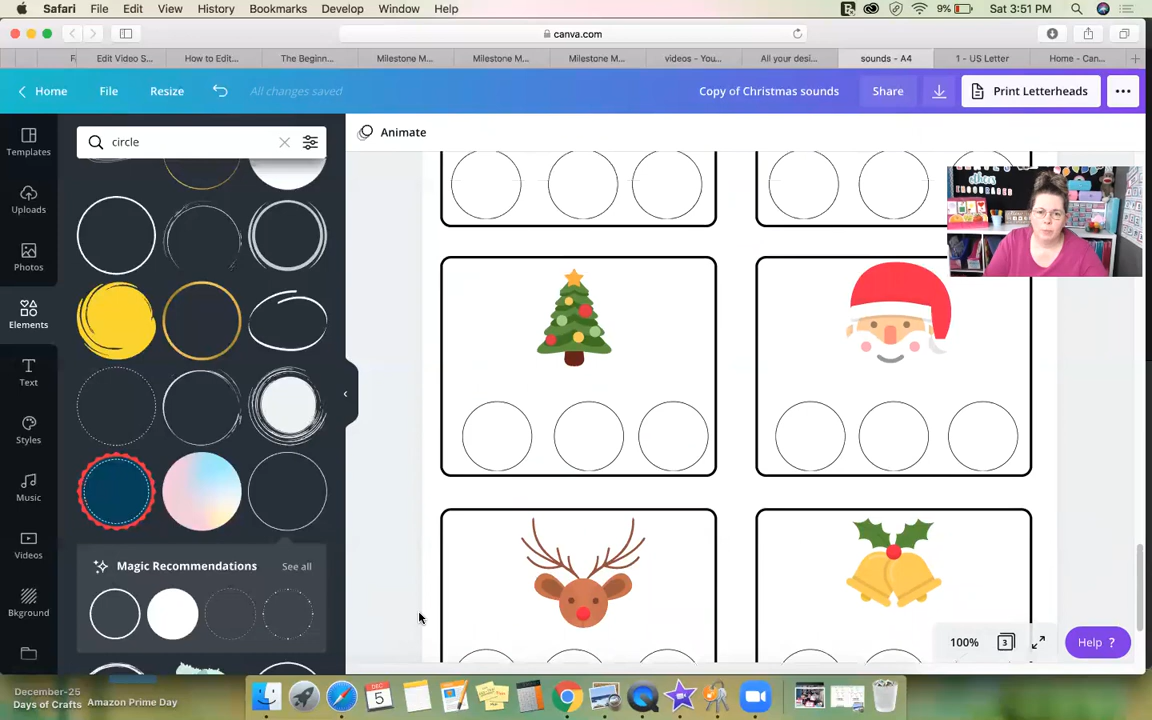 Safari File Edit View History Bookmarks Develop Window Help 9% Sat 3:51 PM
canva.com
Edit Video S... How to Edit... The Beginn... Milestone M... Milestone M... Milestone M... videos - You... All your desi... sounds - A4 1 - US Letter Home - Can...
Home File Resize All changes saved Copy of Christmas sounds Share Print Letterheads
Templates
Uploads
Photos
Elements
Text
Styles
Music
Videos
Bkground
circle
Magic Recommendations See all
Animate
100% 3 Help ?
December-25
Days of Crafts Amazon Prime Day
DEC
5